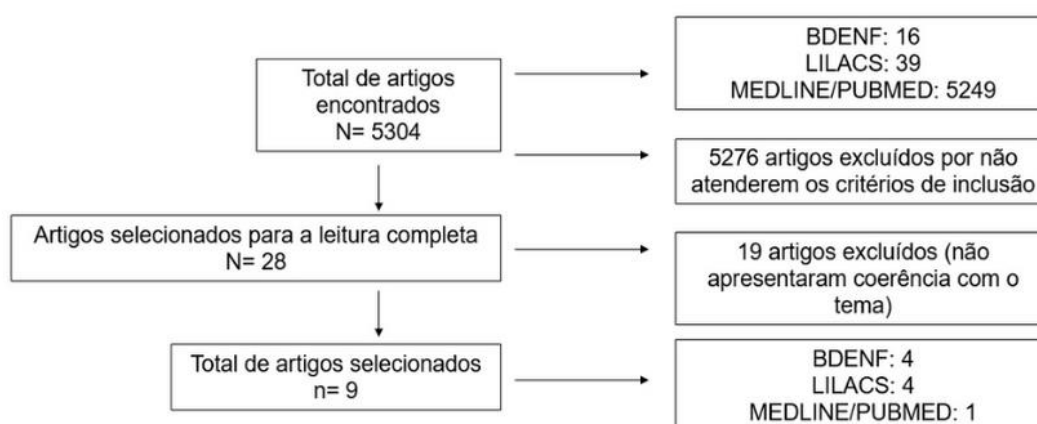 Total de artigos
encontrados
N= 5304
BDENF: 16
LILACS: 39
MEDLINE/PUBMED: 5249
5276 artigos excluídos por não
atenderem os critérios de inclusão
Artigos selecionados para a leitura completa
N= 28
19 artigos excluídos (não
apresentaram coerência com o
tema)
Total de artigos selecionados
n= 9
BDENF: 4
LILACS: 4
MEDLINE/PUBMED: 1